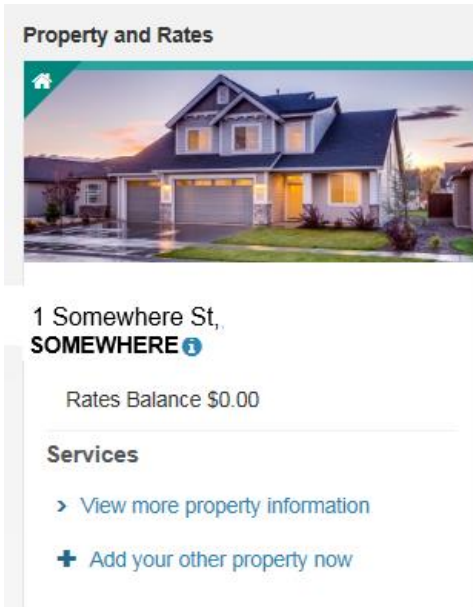 Property and Rates
1 Somewhere St,
SOMEWHERE
Rates Balance $0.00
Services
View more property information
Add your other property now